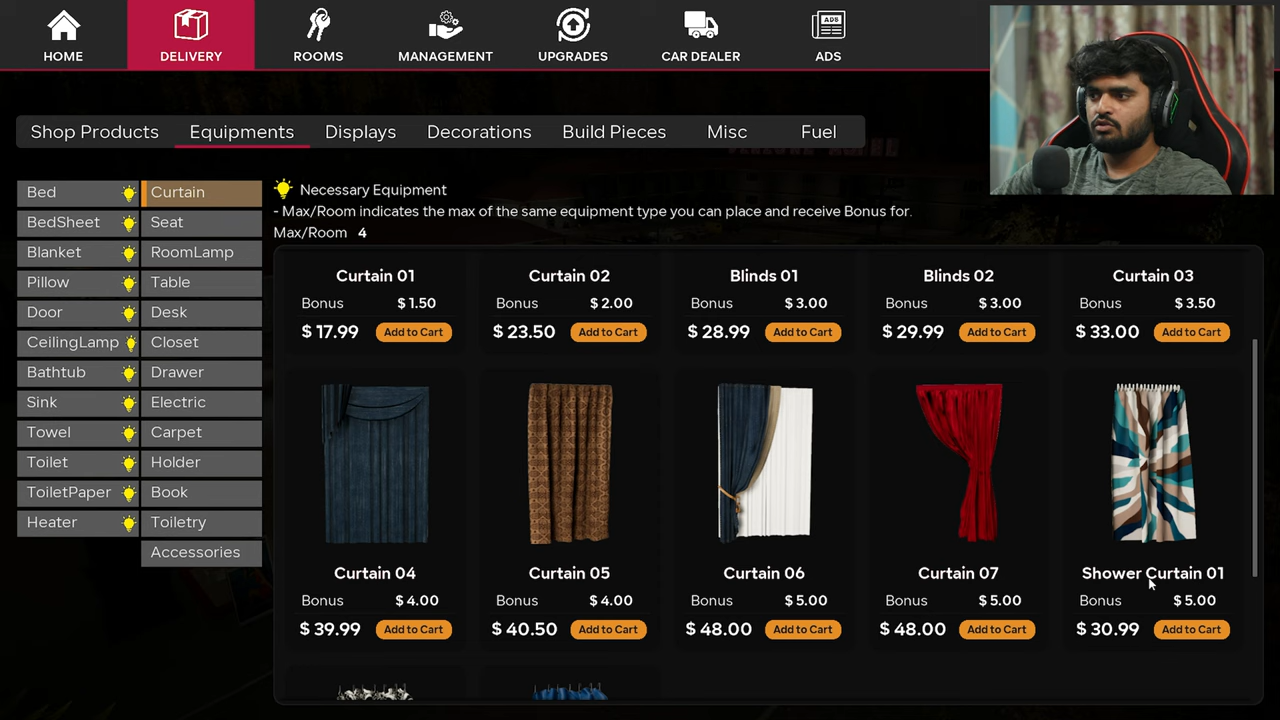 HOME
DELIVERY
ROOMS
MANAGEMENT
UPGRADES
CAR DEALER
ADS
ADS
Shop Products
Equipments
Displays
Decorations
Build Pieces
Misc
Fuel
Bed
Curtain
BedSheet
Seat
Blanket
RoomLamp
Pillow
Table
Door
Desk
CeilingLamp
Closet
Bathtub
Drawer
Sink
Electric
Towel
Carpet
Toilet
Holder
ToiletPaper
Book
Heater
Toiletry
Accessories
Necessary Equipment
- Max/Room indicates the max of the same equipment type you can place and receive Bonus for.
Max/Room 4
Curtain 01
Bonus $ 1.50
$ 17.99 Add to Cart
Curtain 02
Bonus $ 2.00
$ 23.50 Add to Cart
Blinds 01
Bonus $ 3.00
$ 28.99 Add to Cart
Blinds 02
Bonus $ 3.00
$ 29.99 Add to Cart
Curtain 03
Bonus $ 3.50
$ 33.00 Add to Cart
Curtain 04
Bonus $ 4.00
$ 39.99 Add to Cart
Curtain 05
Bonus $ 4.00
$ 40.50 Add to Cart
Curtain 06
Bonus $ 5.00
$ 48.00 Add to Cart
Curtain 07
Bonus $ 5.00
$ 48.00 Add to Cart
Shower Curtain 01
Bonus $ 5.00
$ 30.99 Add to Cart